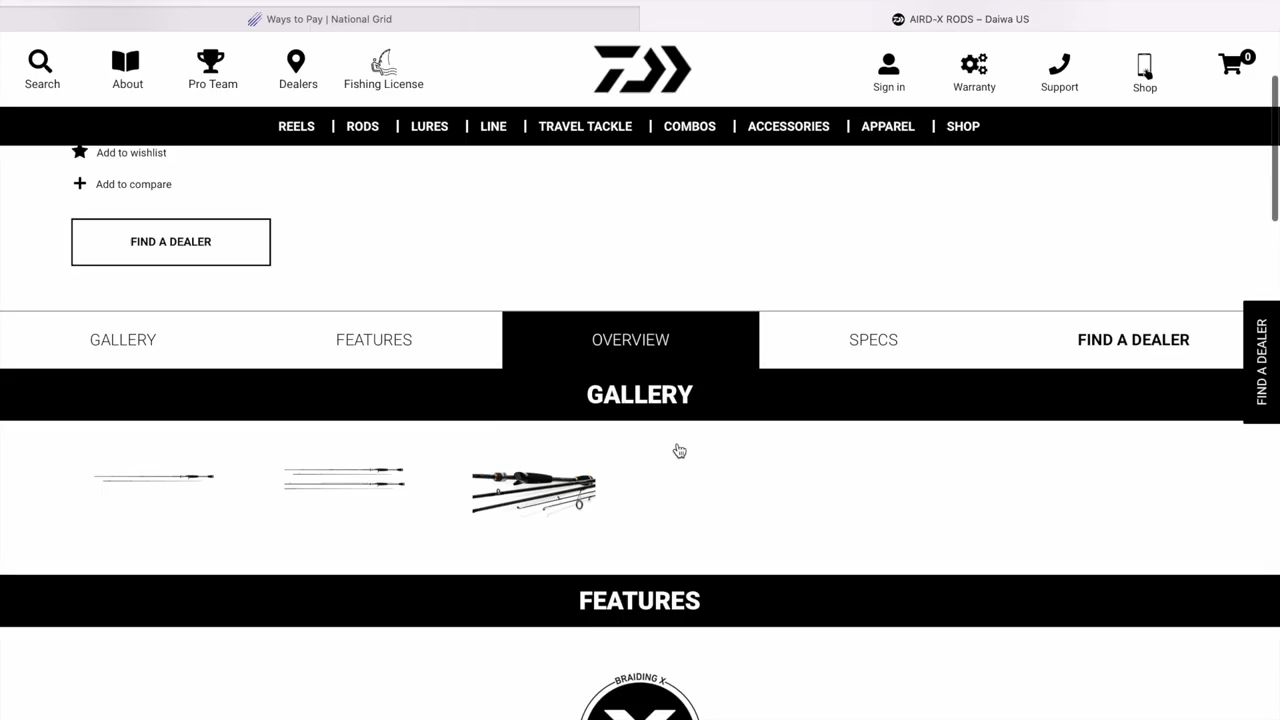 Ways to Pay | National Grid
AIRD-X RODS – Daiwa US
Search
About
Pro Team
Dealers
Fishing License
Sign in
Warranty
Support
Shop
0
REELS | RODS | LURES | LINE | TRAVEL TACKLE | COMBOS | ACCESSORIES | APPAREL | SHOP
Add to wishlist
Add to compare
FIND A DEALER
GALLERY
FEATURES
OVERVIEW
SPECS
FIND A DEALER
FIND A DEALER
GALLERY
FEATURES
BRAIDING X